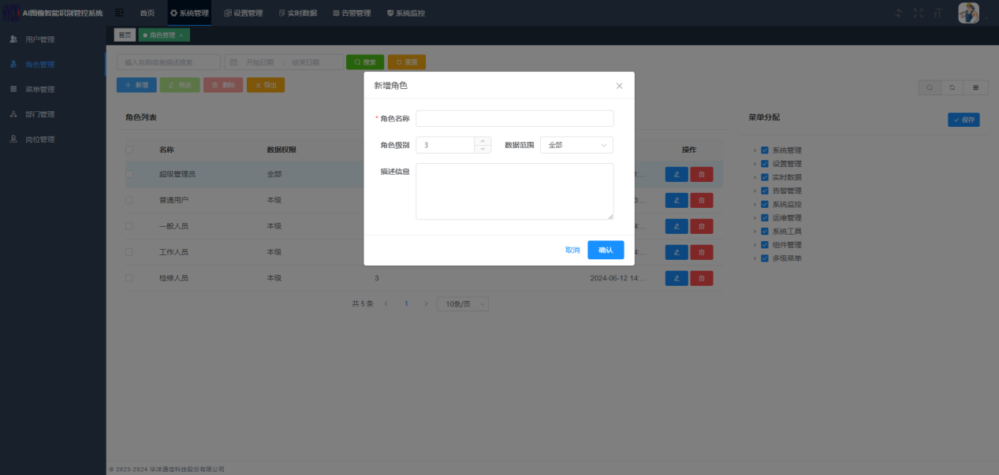 AI图像智能识别管控系统 首页 系统管理 设置管理 实时数据 告警管理 系统监控
用户管理
角色管理
菜单管理
部门管理
岗位管理
首页 角色管理 ×
输入名称或者描述搜索 开始日期 : 结束日期 搜索 重置
新增 修改 删除 导出
角色列表
名称 数据权限 操作
超级管理员 全部
普通用户 本级
一般人员 本级
工作人员 本级
检修人员 本级 3 2024-06-12 14:...
共 5 条 1 10条/页
新增角色
* 角色名称
角色级别 3 数据范围 全部
描述信息
取消 确认
菜单分配 保存
系统管理
设置管理
实时数据
告警管理
系统监控
运维管理
系统工具
组件管理
多级菜单
© 2023-2024 华洋通信科技股份有限公司